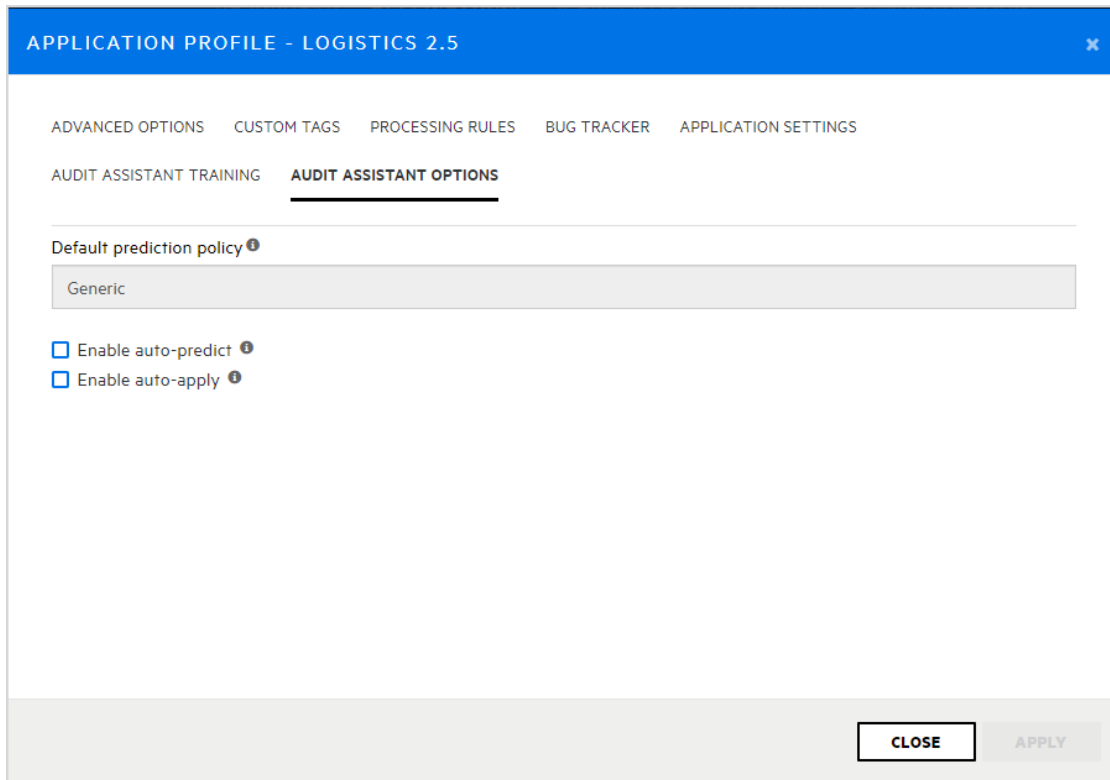 APPLICATION PROFILE - LOGISTICS 2.5
ADVANCED OPTIONS CUSTOM TAGS PROCESSING RULES BUG TRACKER APPLICATION SETTINGS
AUDIT ASSISTANT TRAINING AUDIT ASSISTANT OPTIONS
Default prediction policy
Generic
Enable auto-predict
Enable auto-apply
CLOSE APPLY